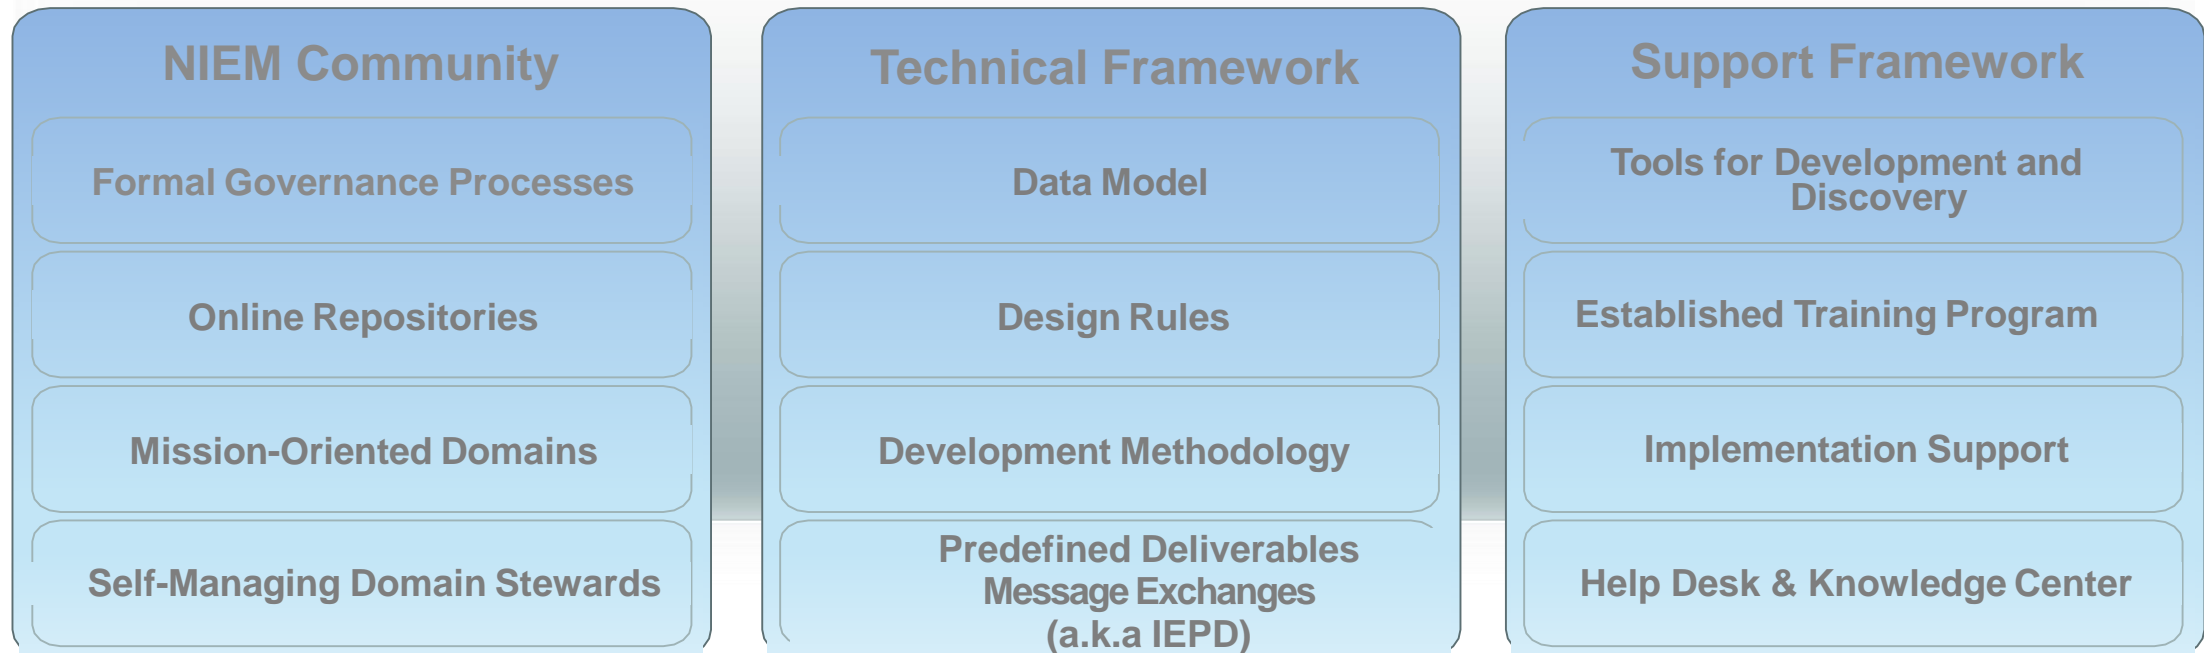 NIEM Community
Formal Governance Processes
Online Repositories
Mission-Oriented Domains
Self-Managing Domain Stewards
Technical Framework
Data Model
Design Rules
Development Methodology
Predefined Deliverables
Message Exchanges
(a.k.a IEPD)
Support Framework
Tools for Development and
Discovery
Established Training Program
Implementation Support
Help Desk & Knowledge Center